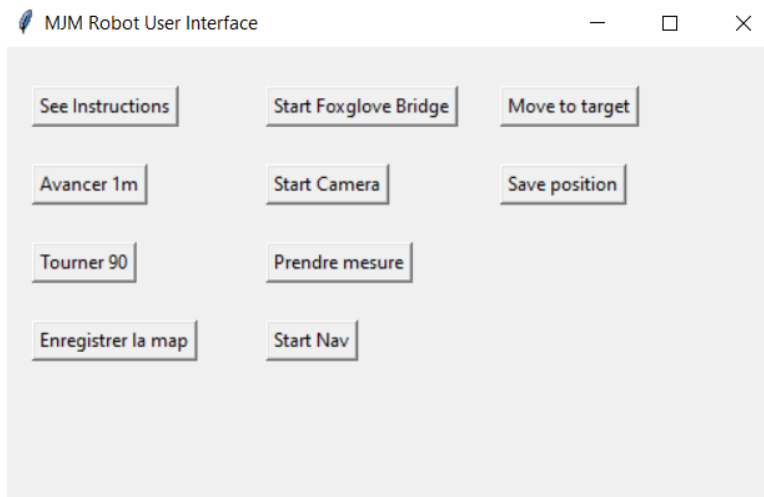 MJM Robot User Interface
See Instructions
Start Foxglove Bridge
Move to target
Avancer 1m
Start Camera
Save position
Tourner 90
Prendre mesure
Enregistrer la map
Start Nav